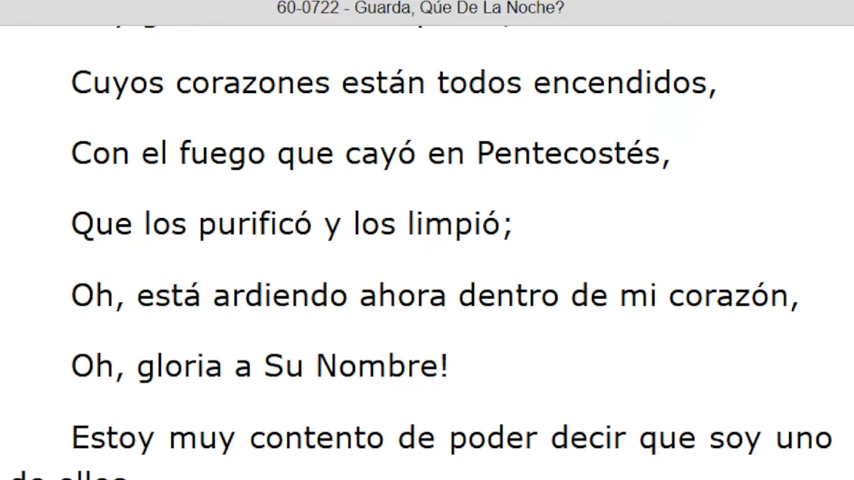 60-0722 - Guarda, Qúe De La Noche?
Cuyos corazones están todos encendidos,
Con el fuego que cayó en Pentecostés,
Que los purificó y los limpió;
Oh, está ardiendo ahora dentro de mi corazón,
Oh, gloria a Su Nombre!
Estoy muy contento de poder decir que soy uno
de ellos